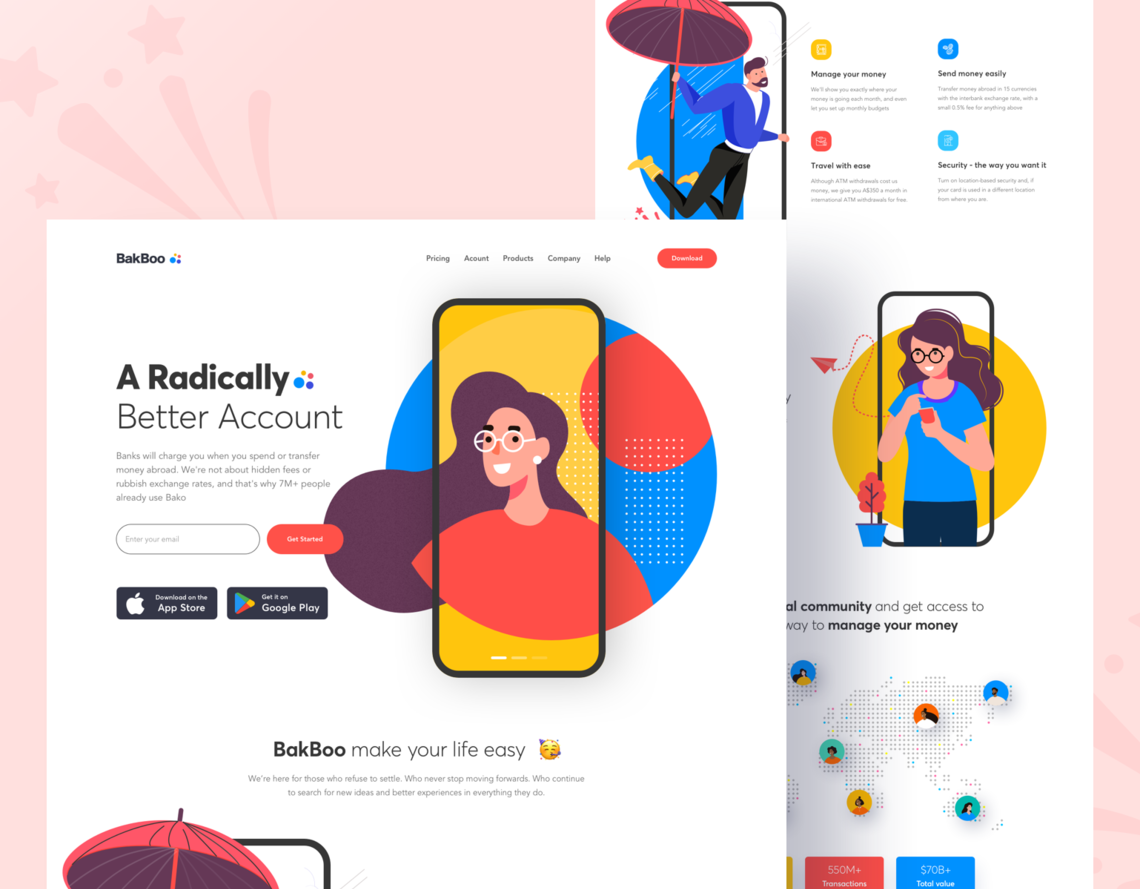 Manage your money
We'll show you exactly where your
money is going each month, and even
let you set up monthly budgets
Send money easily
Transfer money abroad in 15 currencies
with the interbank exchange rate, with a
small 0.5% fee for anything above
Travel with ease
Although ATM withdrawals cost us
money, we give you A$350 a month in
international ATM withdrawals for free.
Security - the way you want it
Turn on location-based security and, if
your card is used in a different location
from where you are.
BakBoo
Pricing
Acount
Products
Company
Help
Download
A Radically
Better Account
Banks will charge you when you spend or transfer
money abroad. We're not about hidden fees or
rubbish exchange rates, and that's why 7M+ people
already use Bako
Enter your email
Get Started
Download on the
App Store
Get it on
Google Play
BakBoo make your life easy 🥳
We're here for those who refuse to settle. Who never stop moving forwards. Who continue
to search for new ideas and better experiences in everything they do.
y
al community and get access to
way to manage your money
550M+
Transactions
$70B+
Total value